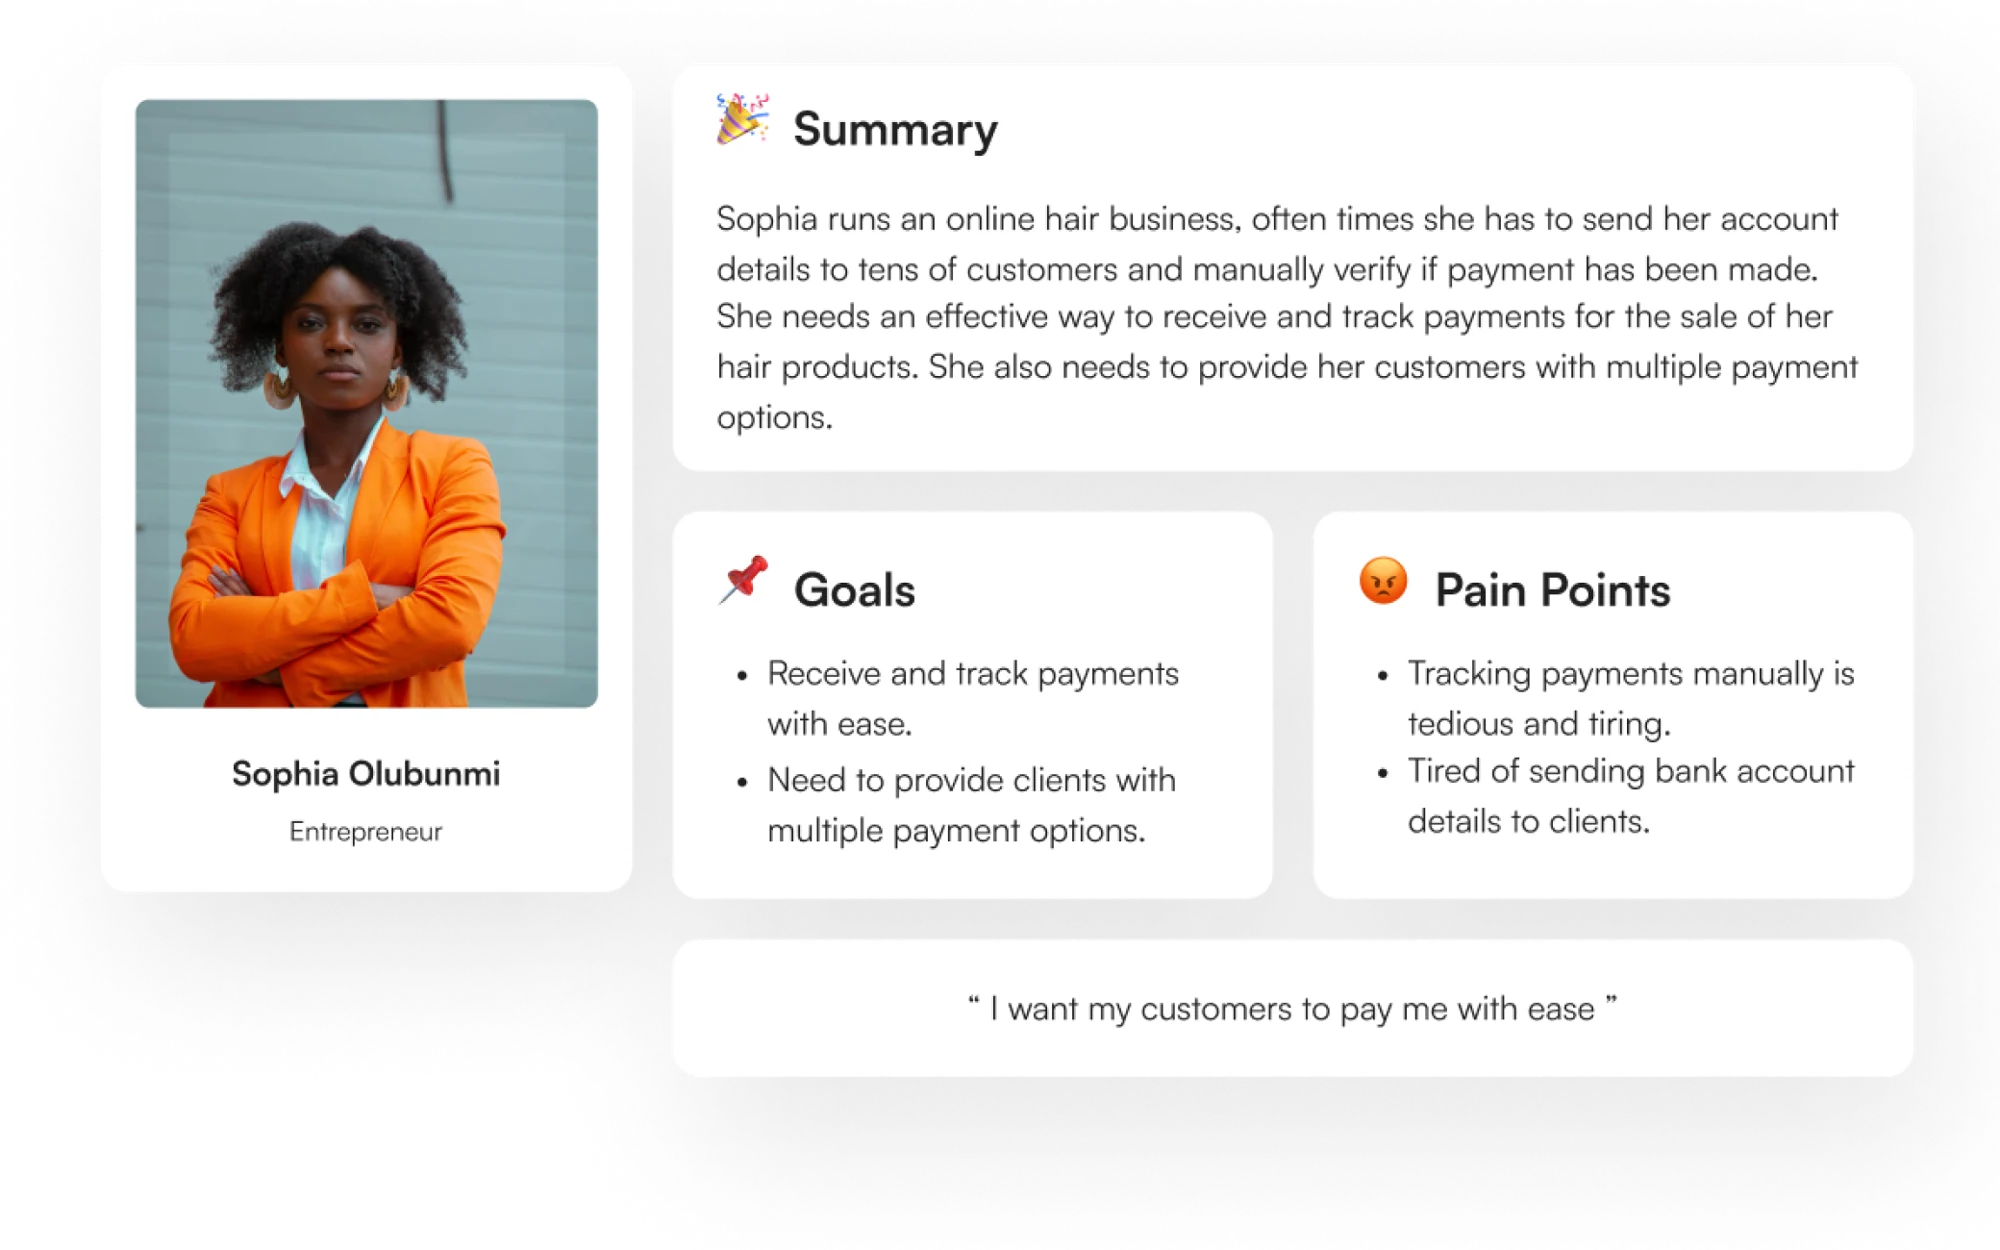 Summary
Sophia runs an online hair business, often times she has to send her account
details to tens of customers and manually verify if payment has been made.
She needs an effective way to receive and track payments for the sale of her
hair products. She also needs to provide her customers with multiple payment
options.
Sophia Olubunmi
Entrepreneur
Goals
• Receive and track payments
with ease.
• Need to provide clients with
multiple payment options.
Pain Points
• Tracking payments manually is
tedious and tiring.
• Tired of sending bank account
details to clients.
“ I want my customers to pay me with ease ”